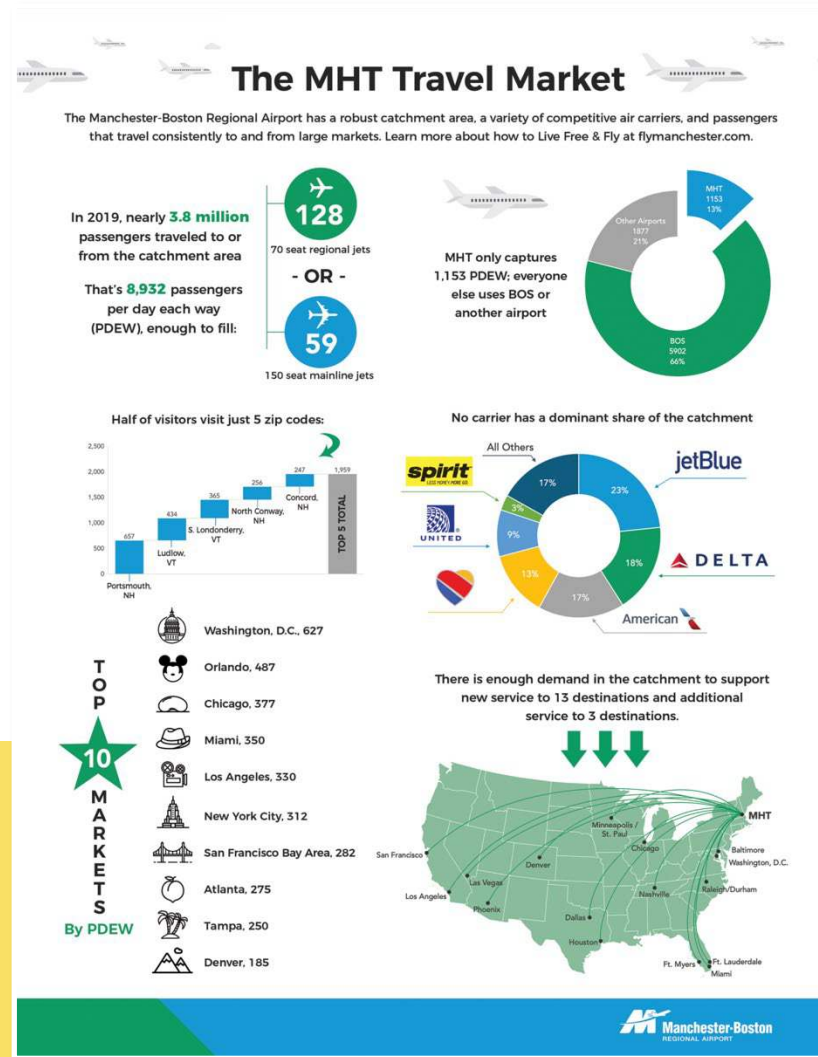 The MHT Travel Market
The Manchester-Boston Regional Airport has a robust catchment area, a variety of competitive air carriers, and passengers
that travel consistently to and from large markets. Learn more about how to Live Free & Fly at flymanchester.com.
In 2019, nearly 3.8 million
passengers traveled to or
from the catchment area
That's 8,932 passengers
per day each way
(PDEW), enough to fill:
128
70 seat regional jets
- OR -
59
150 seat mainline jets
MHT only captures
1,153 PDEW; everyone
else uses BOS or
another airport
MHT
1153
13%
Other Airports
1877
21%
BOS
5902
66%
Half of visitors visit just 5 zip codes:
2,500
2,000
1,500
1,000
500
0
657
Portsmouth,
NH
434
Ludlow,
VT
365
S. Londonderry,
VT
256
North Conway,
NH
247
Concord,
NH
1,959
TOP 5 TOTAL
No carrier has a dominant share of the catchment
All Others
17%
jetBlue
23%
DELTA
18%
American
17%
13%
UNITED
9%
spirit
LESS MONEY. MORE GO.
3%
TOP
10
MARKETS
By PDEW
Washington, D.C., 627
Orlando, 487
Chicago, 377
Miami, 350
Los Angeles, 330
New York City, 312
San Francisco Bay Area, 282
Atlanta, 275
Tampa, 250
Denver, 185
There is enough demand in the catchment to support
new service to 13 destinations and additional
service to 3 destinations.
MHT
Minneapolis /
St. Paul
Chicago
Baltimore
Washington, D.C.
San Francisco
Denver
Las Vegas
Los Angeles
Phoenix
Nashville
Raleigh/Durham
Dallas
Houston
Ft. Myers
Ft. Lauderdale
Miami
Manchester-Boston
REGIONAL AIRPORT